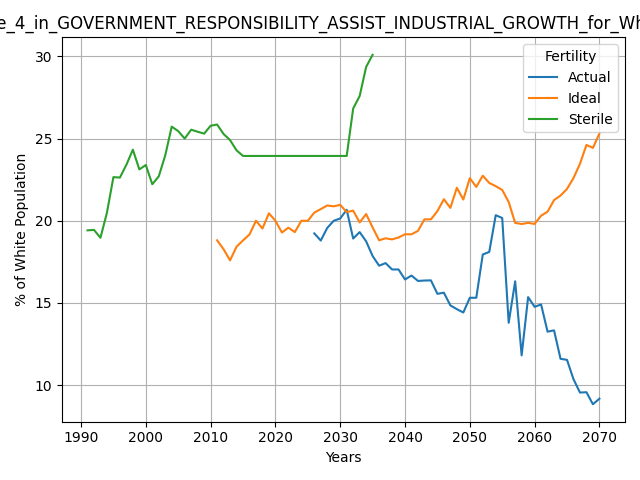 e_4_in_GOVERNMENT_RESPONSIBILITY_ASSIST_INDUSTRIAL_GROWTH_for_Wh
Fertility
Actual
Ideal
Sterile
% of White Population
30
25
20
15
10
1990 2000 2010 2020 2030 2040 2050 2060 2070
Years